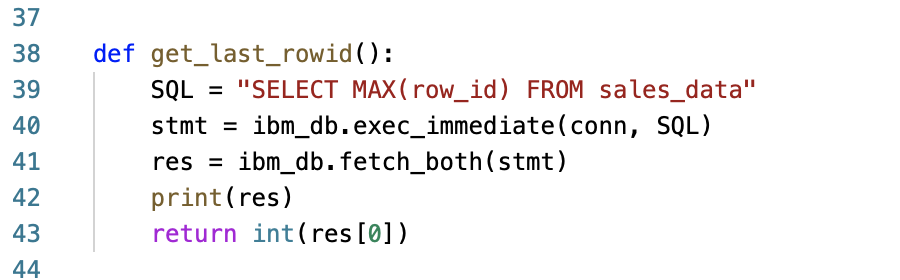 37
38 def get_last_rowid():
39     SQL = "SELECT MAX(row_id) FROM sales_data"
40     stmt = ibm_db.exec_immediate(conn, SQL)
41     res = ibm_db.fetch_both(stmt)
42     print(res)
43     return int(res[0])
44